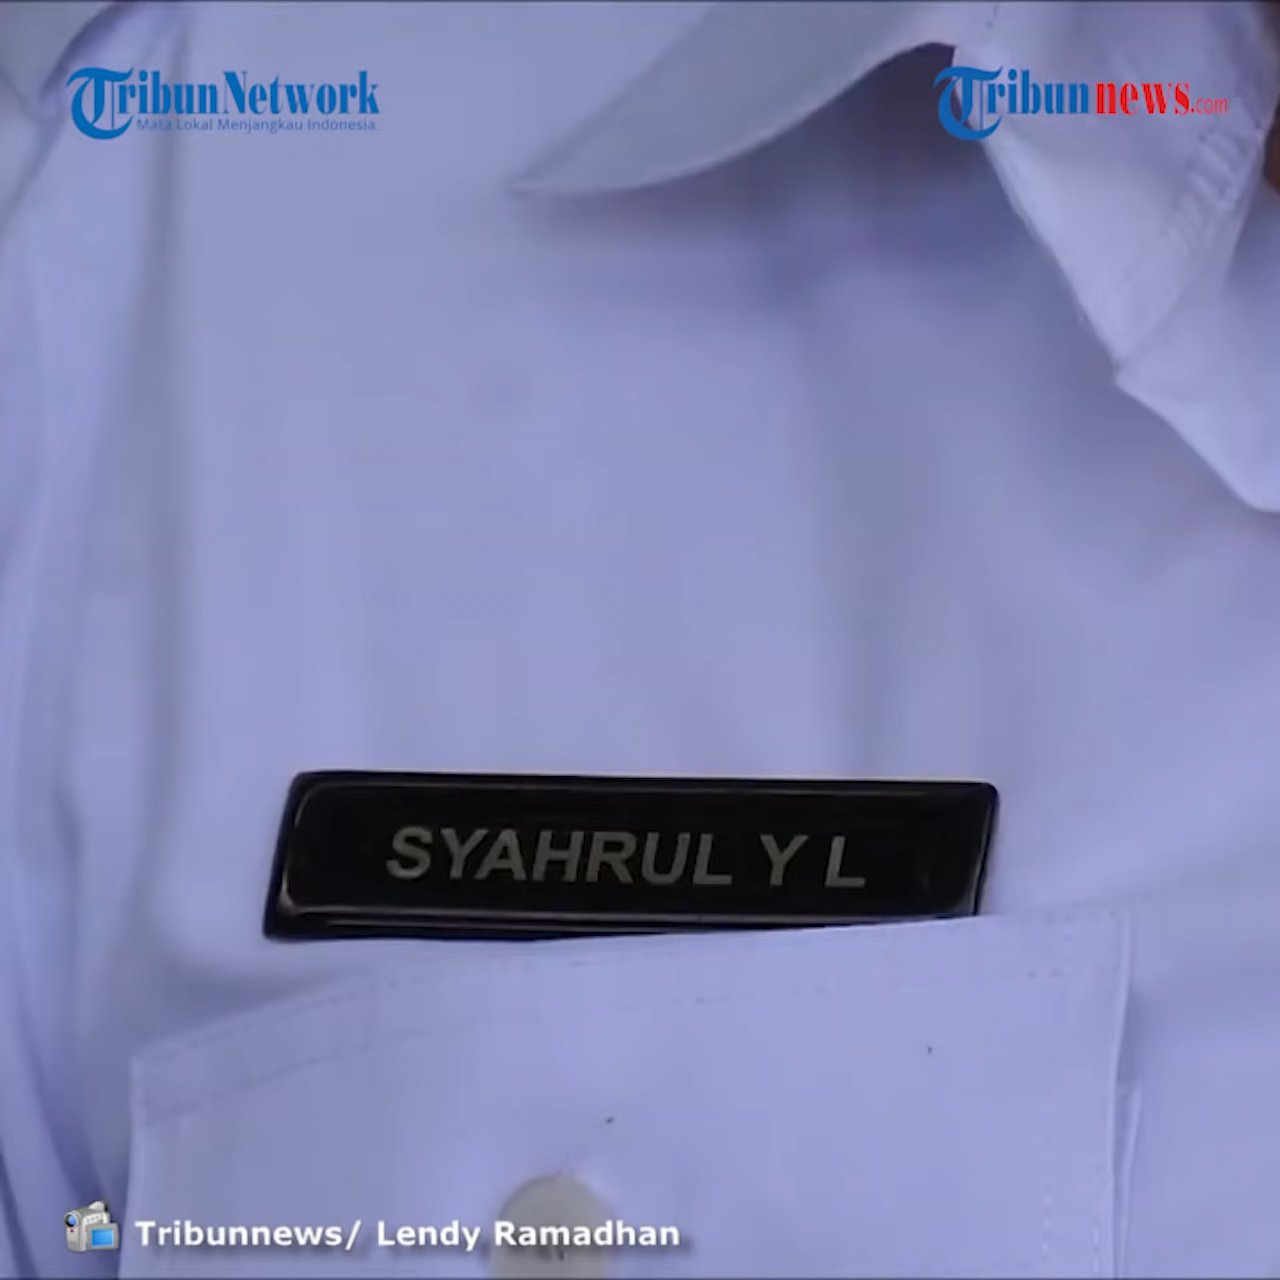 TribunNetwork
Mata Lokal Menjangkau Indonesia
Tribunnews.com
SYAHRUL Y L
Tribunnews/ Lendy Ramadhan